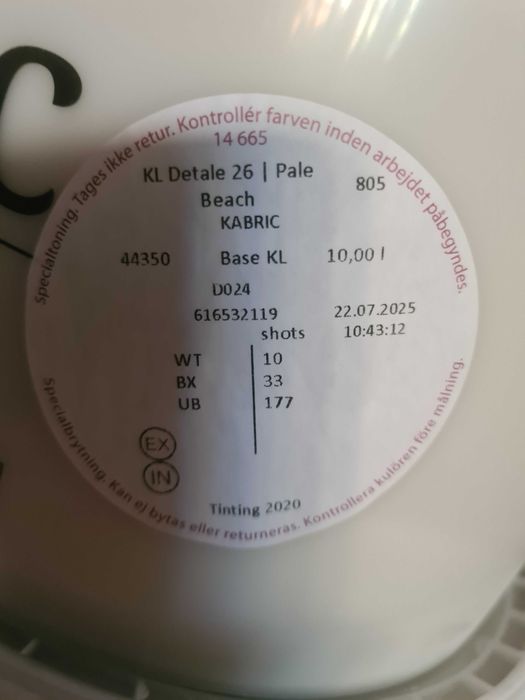 C
Specialtoning. Tages ikke retur. Kontrollér farven inden arbejdet påbegyndes.
14 665
KL Detale 26 | Pale 805
Beach
KABRIC
44350 Base KL 10,00 l
D024
616532119 22.07.2025
shots 10:43:12
WT 10
BX 33
UB 177
EX
IN
Tinting 2020
Specialbrytning. Kan ej bytas eller returneras. Kontrollera kulören före målning.